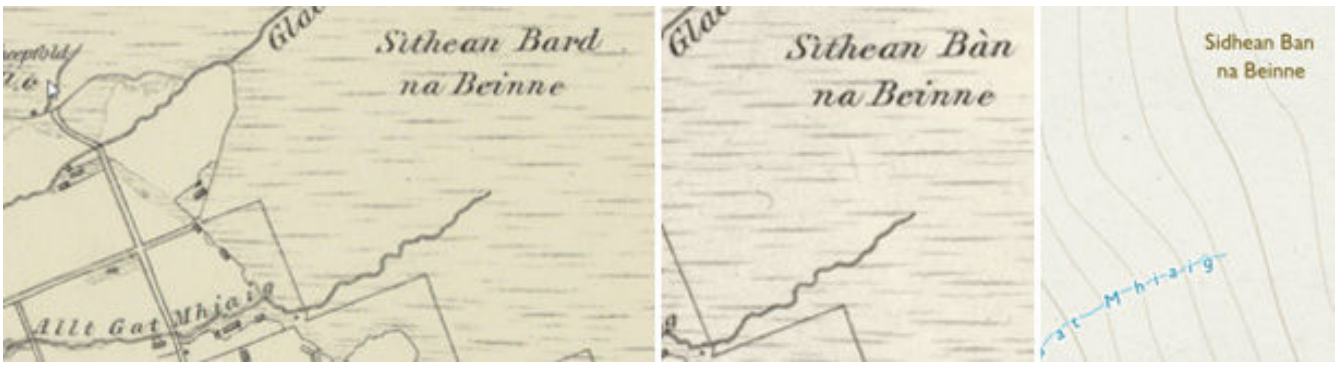 Glac
eepfold
Sìthean Bard
na Beinne
Allt Gat Mhiaig
Glac
Sìthean Bàn
na Beinne
Sidhean Ban
na Beinne
at Mhiaig